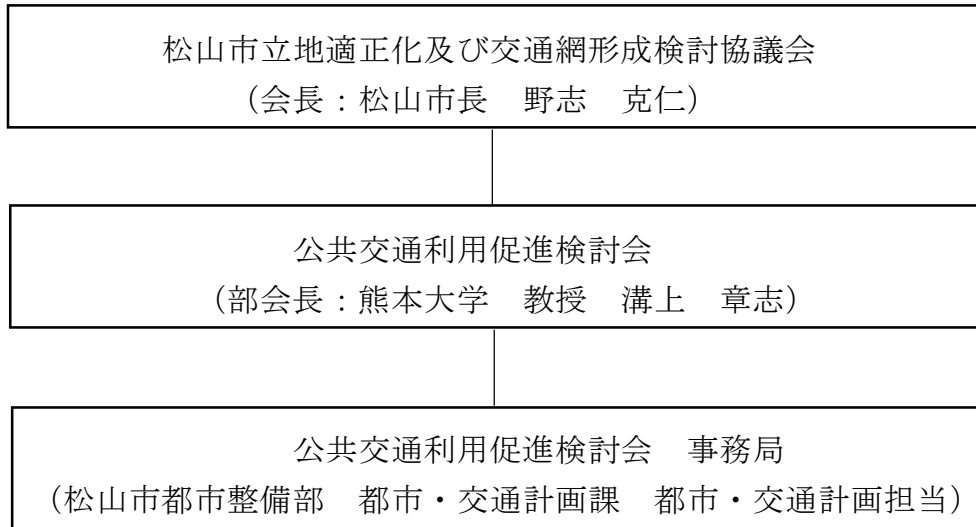 松山市立地適正化及び交通網形成検討協議会
（会長：松山市長　野志　克仁）
公共交通利用促進検討会
（部会長：熊本大学　教授　溝上　章志）
公共交通利用促進検討会　事務局
（松山市都市整備部　都市・交通計画課　都市・交通計画担当）